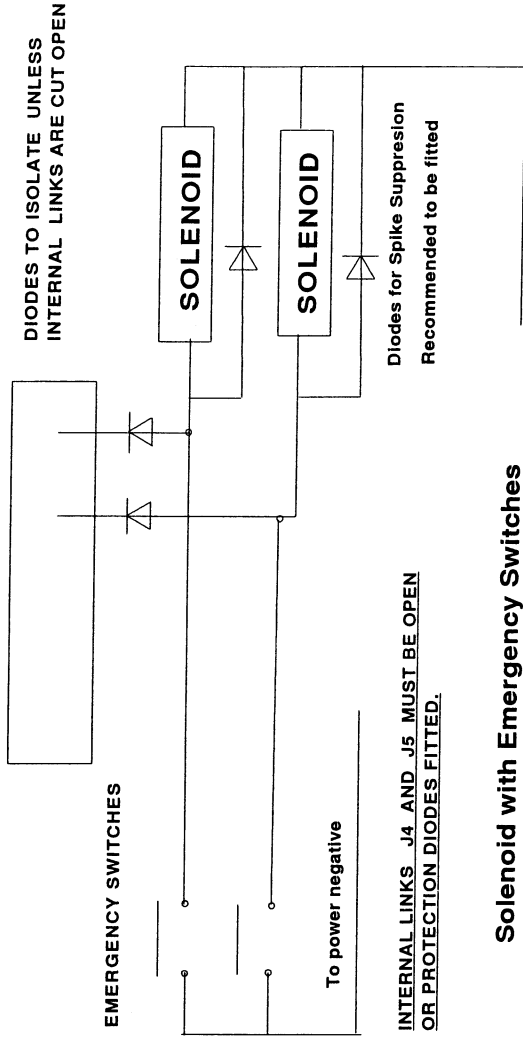 DIODES TO ISOLATE UNLESS
INTERNAL LINKS ARE CUT OPEN
SOLENOID
SOLENOID
Diodes for Spike Suppresion
Recommended to be fitted
EMERGENCY SWITCHES
To power negative
INTERNAL LINKS J4 AND J5 MUST BE OPEN
OR PROTECTION DIODES FITTED.
Solenoid with Emergency Switches